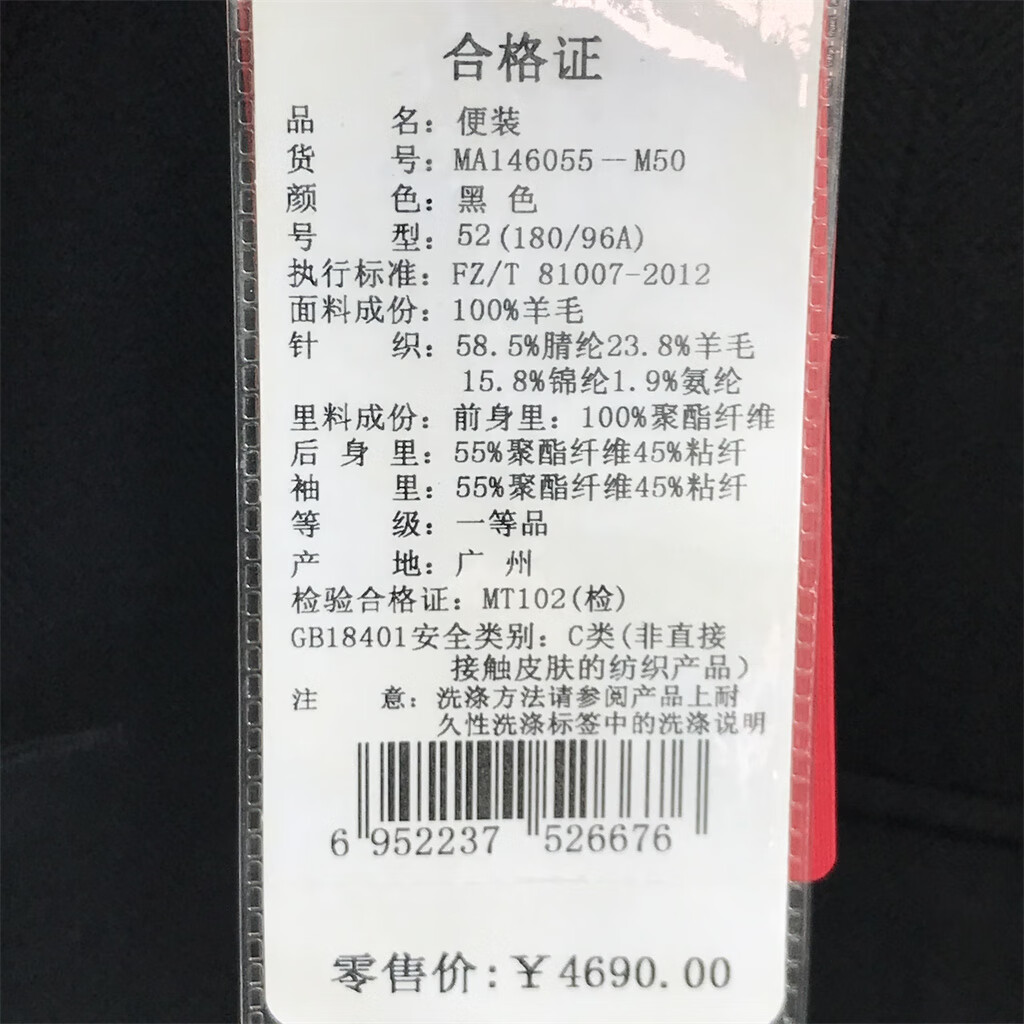 合格证
品 名：便装
货 号：MA146055－M50
颜 色：黑 色
号 型：52(180/96A)
执行标准：FZ/T 81007-2012
面料成份：100%羊毛
针 织：58.5%腈纶23.8%羊毛
15.8%锦纶1.9%氨纶
里料成份：前身里：100%聚酯纤维
后 身 里：55%聚酯纤维45%粘纤
袖 里：55%聚酯纤维45%粘纤
等 级：一等品
产 地：广 州
检验合格证：MT102(检)
GB18401安全类别：C类(非直接
接触皮肤的纺织产品）
注 意：洗涤方法请参阅产品上耐
久性洗涤标签中的洗涤说明
6 952237 526676
零售价：￥4690.00